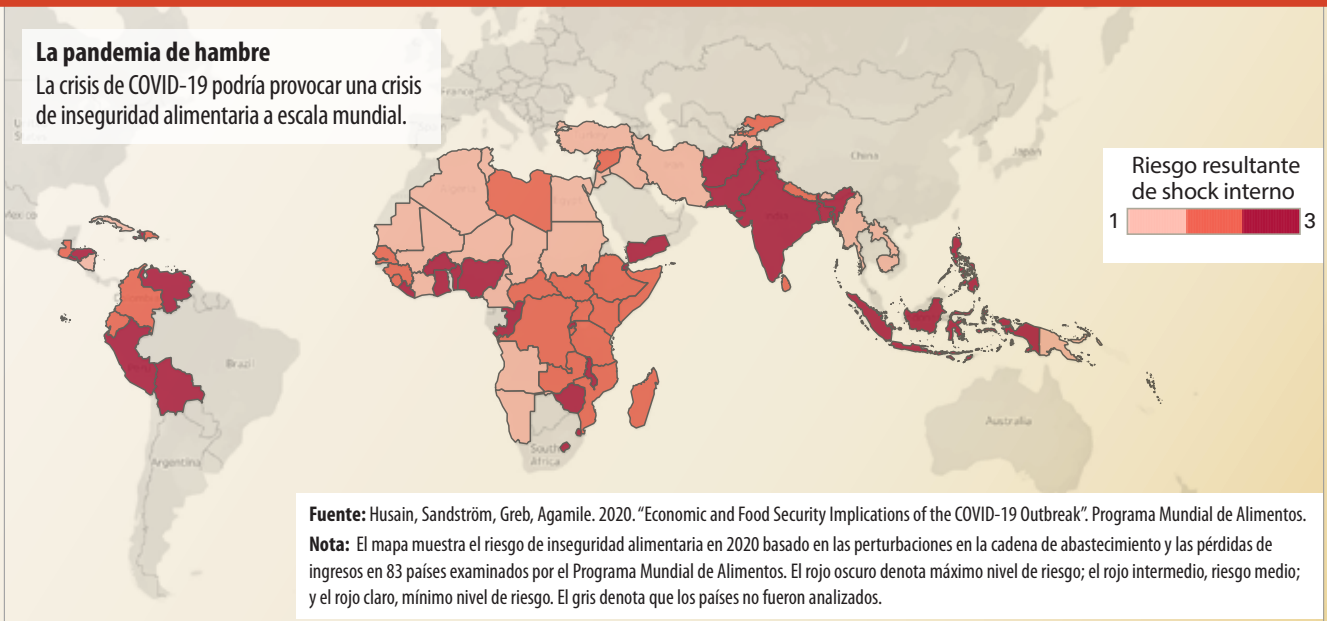 La pandemia de hambre
La crisis de COVID-19 podría provocar una crisis
de inseguridad alimentaria a escala mundial.
France
China
Japan
Riesgo resultante
de shock interno
1
3
Mexico
Algeria
India
Colombia
Brazil
Australia
South
Africa
Argentina
Fuente: Husain, Sandström, Greb, Agamile. 2020. “Economic and Food Security Implications of the COVID-19 Outbreak”. Programa Mundial de Alimentos.
Nota: El mapa muestra el riesgo de inseguridad alimentaria en 2020 basado en las perturbaciones en la cadena de abastecimiento y las pérdidas de
ingresos en 83 países examinados por el Programa Mundial de Alimentos. El rojo oscuro denota máximo nivel de riesgo; el rojo intermedio, riesgo medio;
y el rojo claro, mínimo nivel de riesgo. El gris denota que los países no fueron analizados.